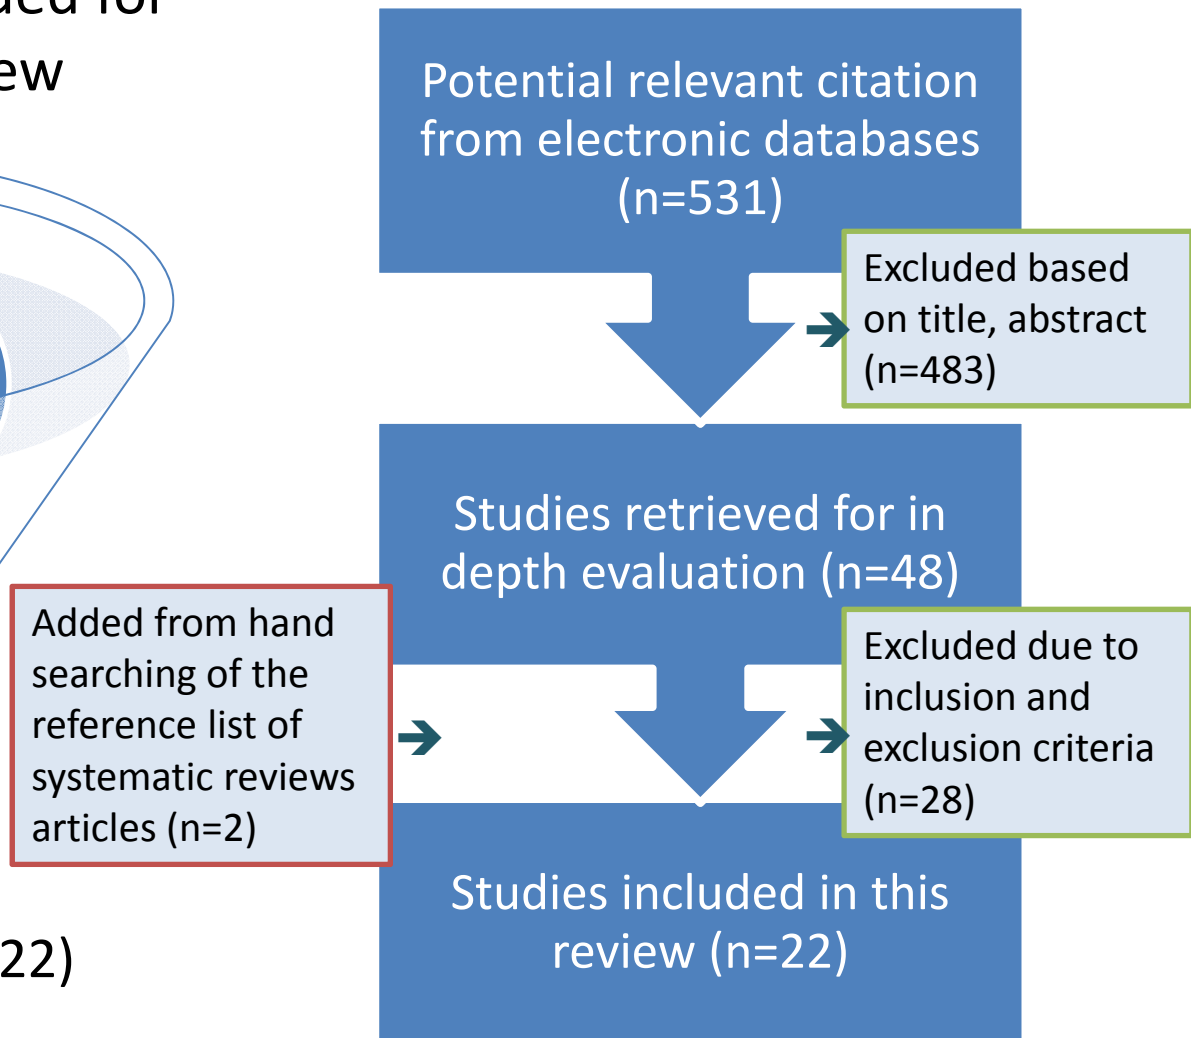 Potential relevant citation
from electronic databases
(n=531)
Excluded based
on title, abstract
(n=483)
Studies retrieved for in
depth evaluation (n=48)
Added from hand
searching of the
reference list of
systematic reviews
articles (n=2)
Excluded due to
inclusion and
exclusion criteria
(n=28)
Studies included in this
review (n=22)
22)